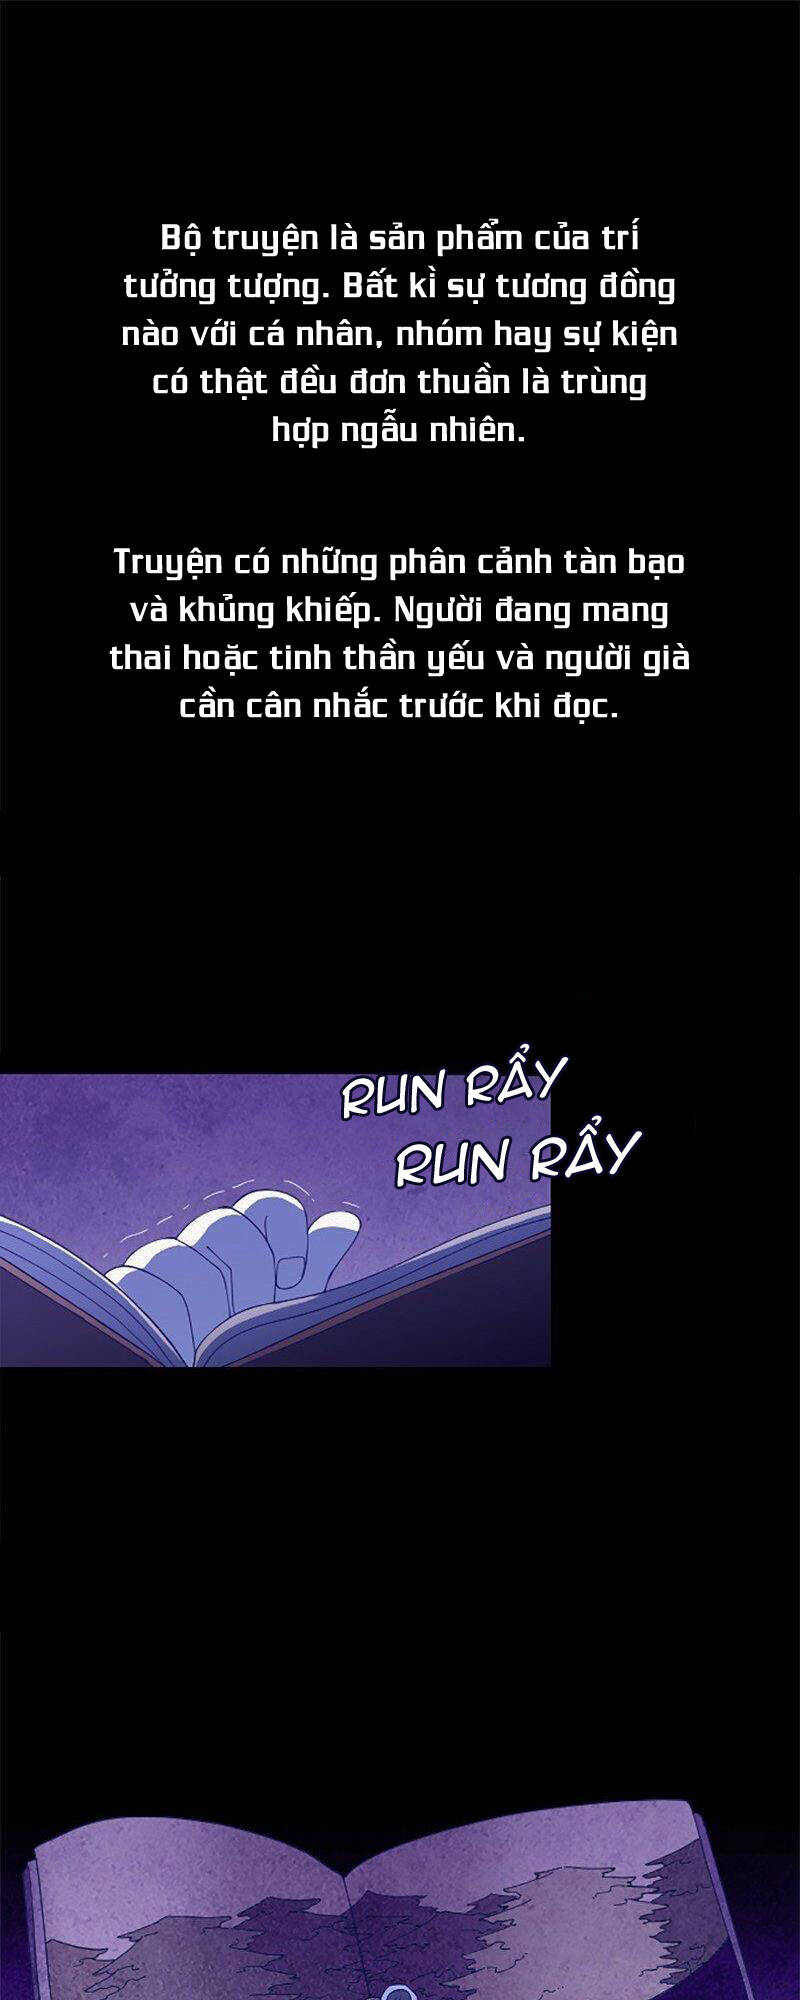 Bộ truyện là sản phẩm của trí
tưởng tượng. Bất kì sự tương đồng
nào với cá nhân, nhóm hay sự kiện
có thật đều đơn thuần là trùng
hợp ngẫu nhiên.
Truyện có những phân cảnh tàn bạo
và khủng khiếp. Người đang mang
thai hoặc tinh thần yếu và người già
cần cân nhắc trước khi đọc.
RUN RẨY
RUN RẨY